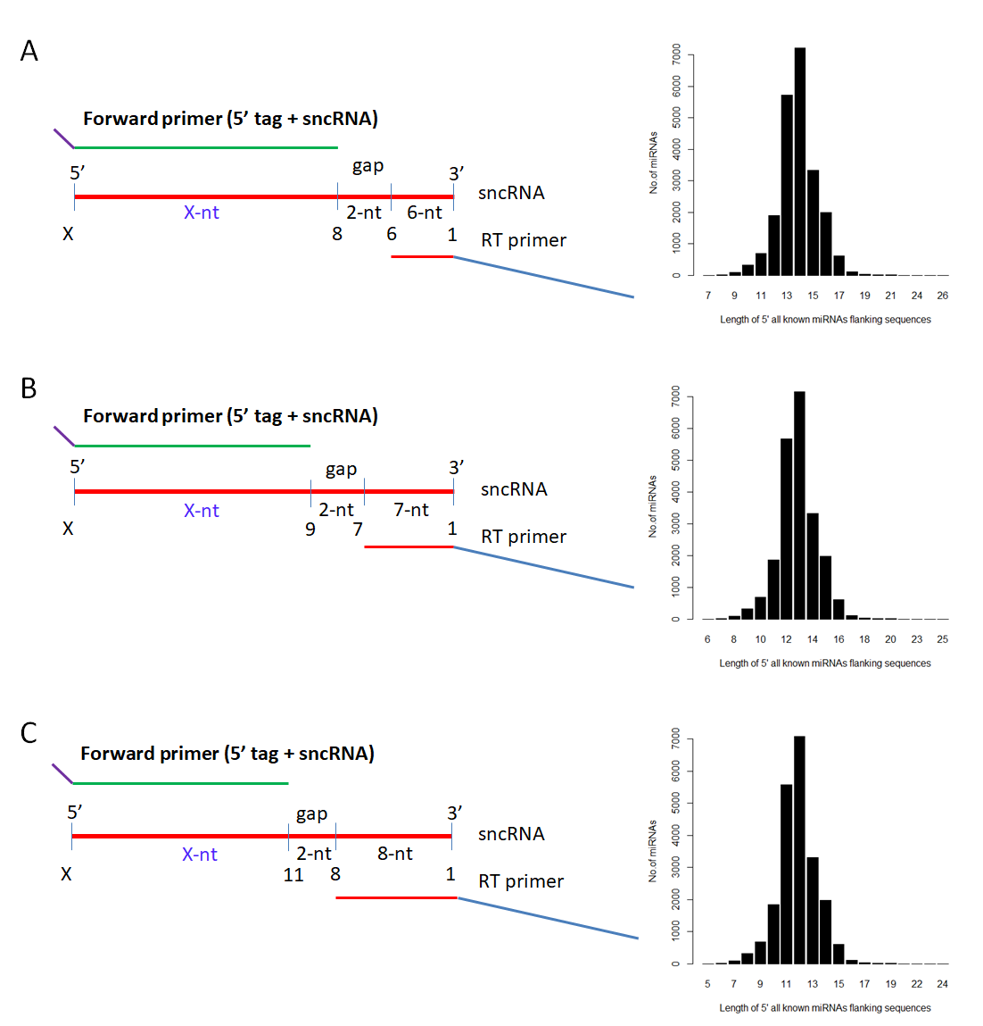 A
Forward primer (5’ tag + sncRNA)
gap
5’
3’
sncRNA
X-nt
2-nt
6-nt
X
8
6
1
RT primer
No.of miRNAs
0
1000
2000
3000
4000
5000
6000
7000
7 9 11 13 15 17 19 21 24 26
Length of 5' all known miRNAs flanking sequences
B
Forward primer (5’ tag + sncRNA)
gap
5’
3’
sncRNA
X-nt
2-nt
7-nt
X
9
7
1
RT primer
No.of miRNAs
0
1000
2000
3000
4000
5000
6000
7000
6 8 10 12 14 16 18 20 23 25
Length of 5' all known miRNAs flanking sequences
C
Forward primer (5’ tag + sncRNA)
gap
5’
3’
sncRNA
X-nt
2-nt
8-nt
X
11
8
1
RT primer
No.of miRNAs
0
1000
2000
3000
4000
5000
6000
7000
5 7 9 11 13 15 17 19 22 24
Length of 5' all known miRNAs flanking sequences